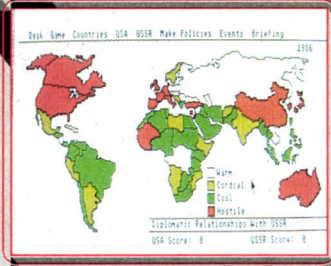 Desk Game Countries USA USSR Make Policies Events Briefing
1986
Warm
Cordial
Cool
Hostile
Diplomatic Relationships With USSR
USA Score: 0 USSR Score: 0